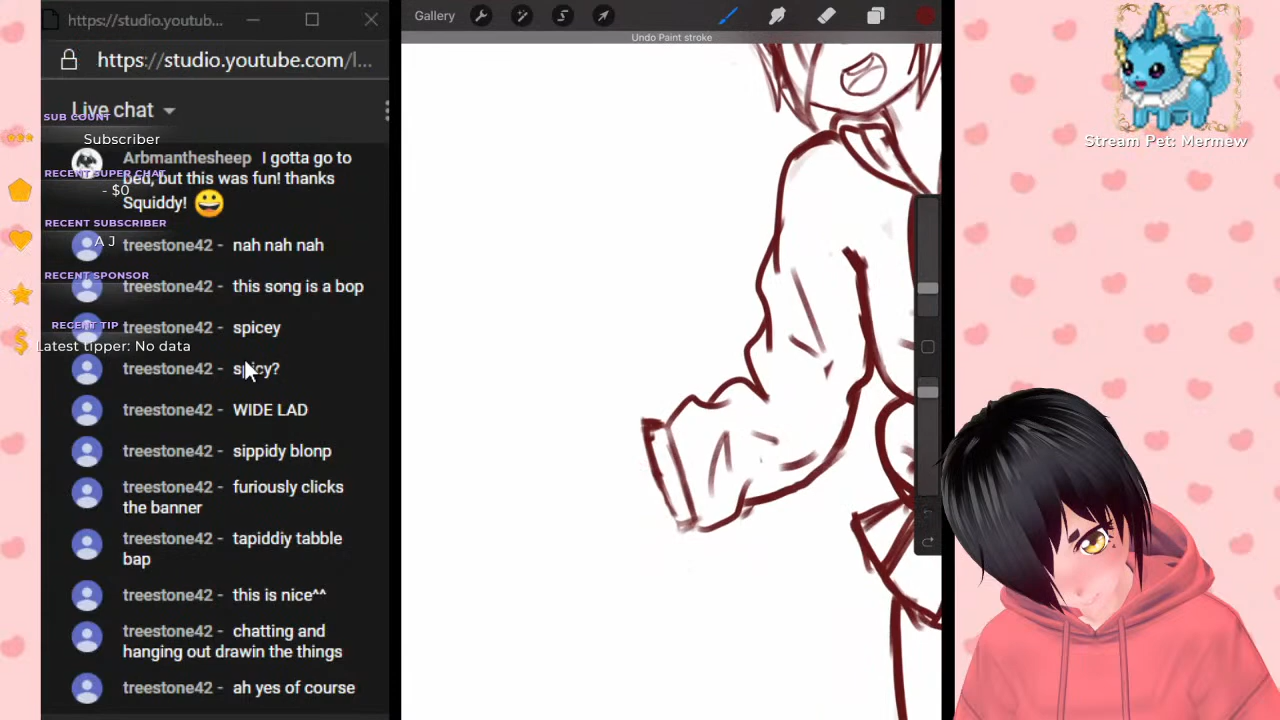 https://studio.youtub...
https://studio.youtube.com/l...
Live chat
SUB COUNT
Subscriber
Arbmanthesheep I gotta go to
bed, but this was fun! thanks
Squiddy! 😀
RECENT SUPER CHAT
- $0
RECENT SUBSCRIBER
A J
treestone42 - nah nah nah
RECENT SPONSOR
treestone42 - this song is a bop
RECENT TIP
treestone42 - spicey
Latest tipper: No data
treestone42 - spicy?
treestone42 - WIDE LAD
treestone42 - sippidy blonp
treestone42 - furiously clicks
the banner
treestone42 - tapiddiy tabble
bap
treestone42 - this is nice^^
treestone42 - chatting and
hanging out drawin the things
treestone42 - ah yes of course
Gallery
Undo Paint stroke
Stream Pet: Mermew